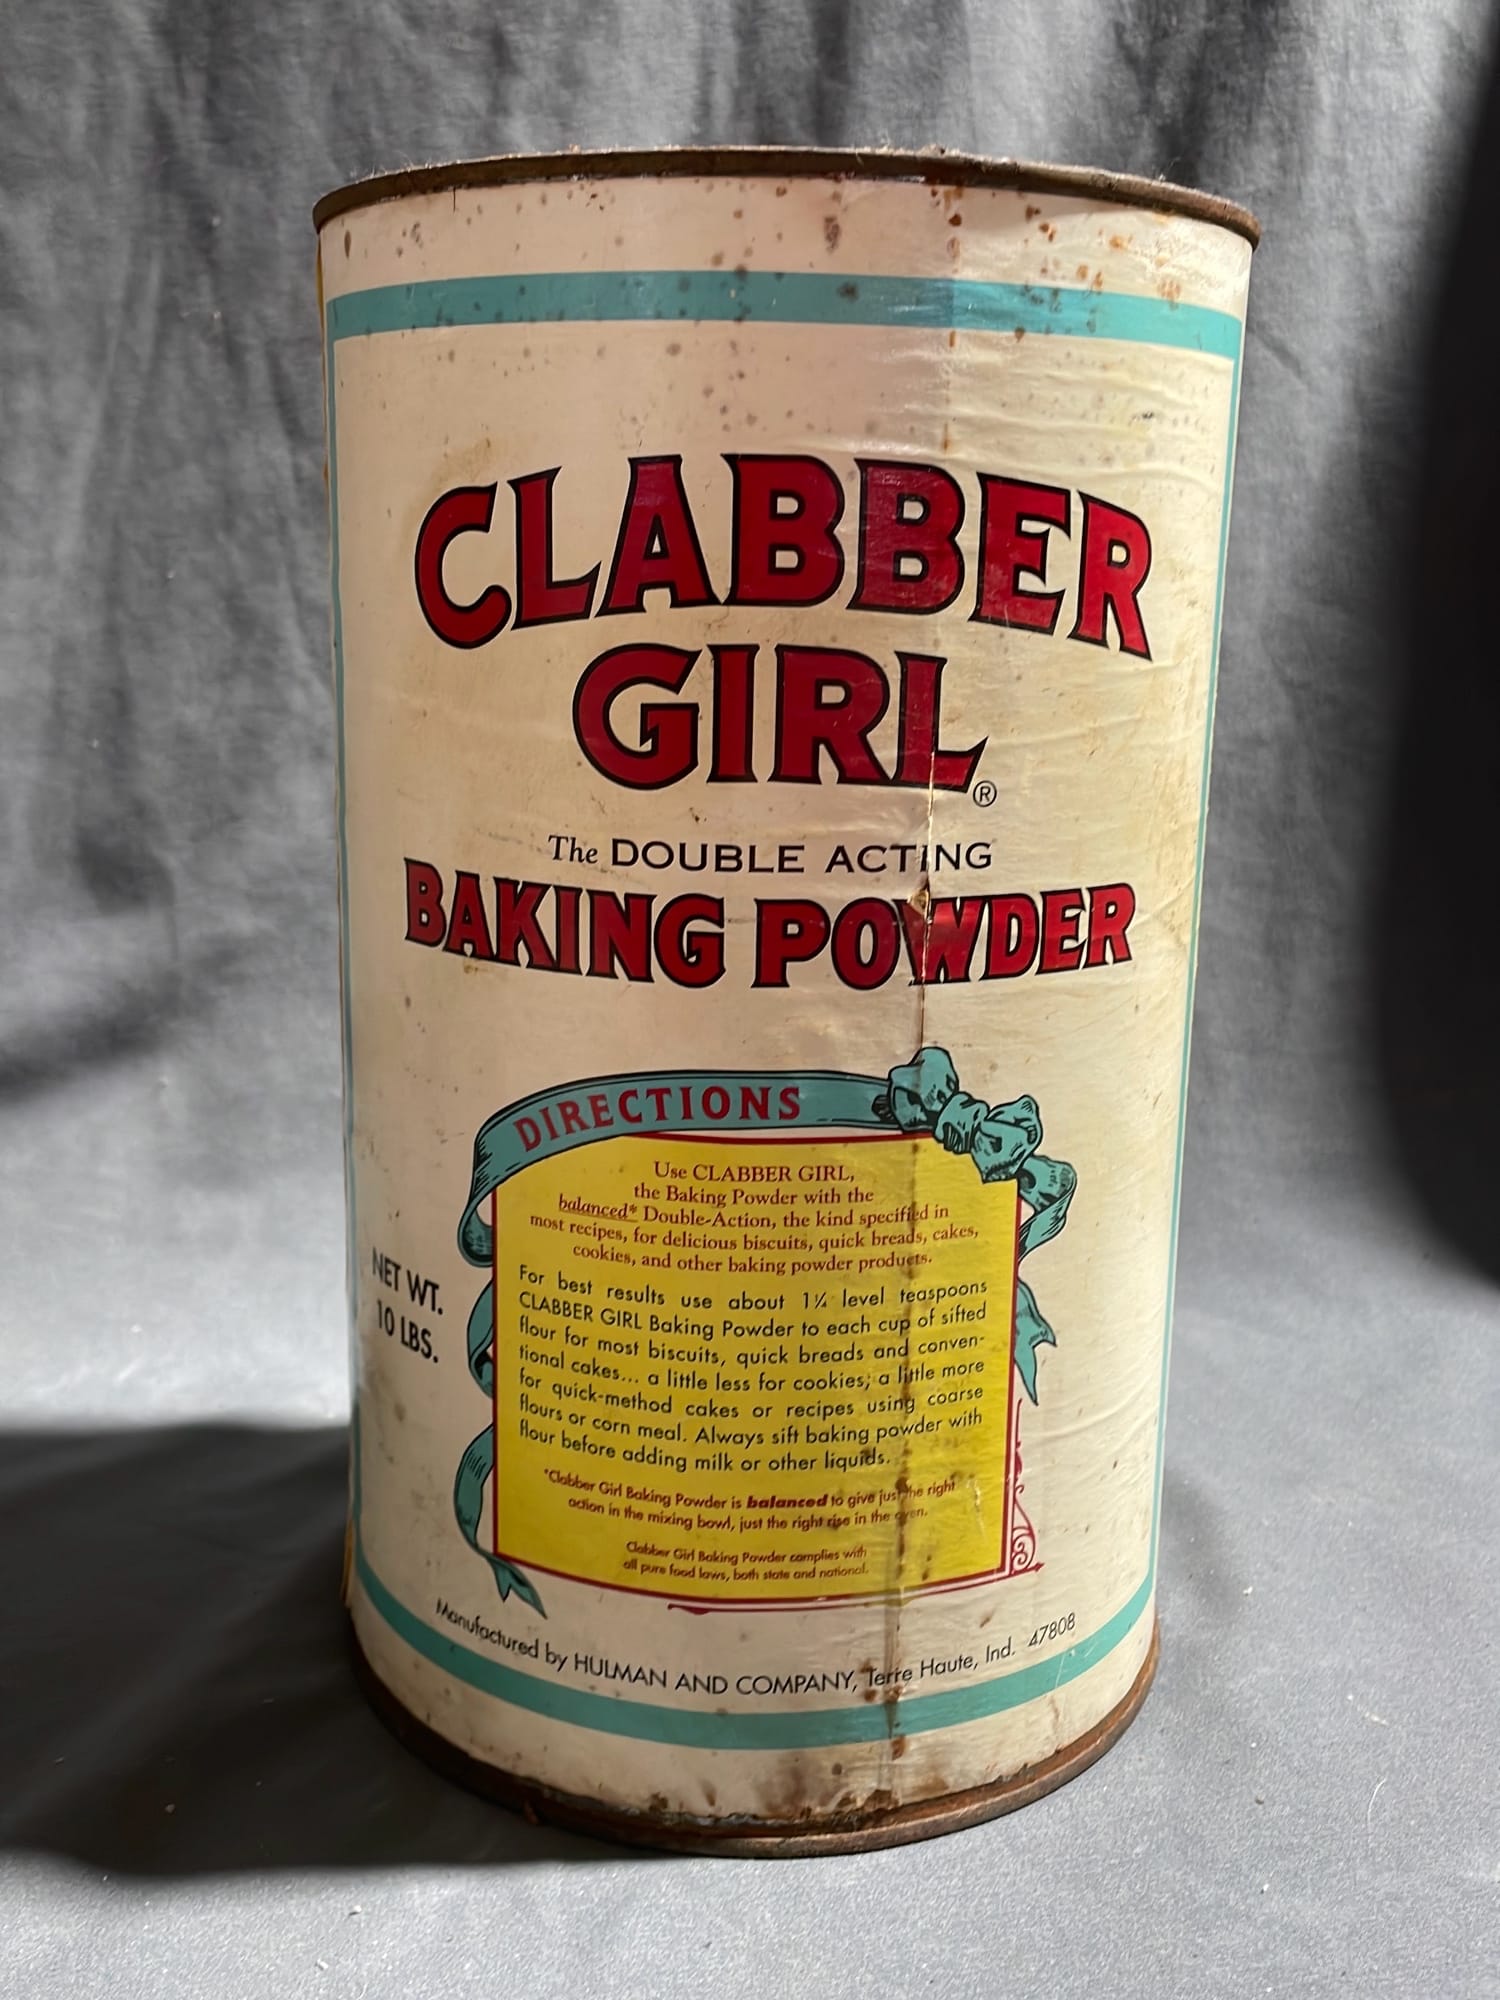 CLABBER
GIRL®
The DOUBLE ACTING
BAKING POWDER
DIRECTIONS
Use CLABBER GIRL,
the Baking Powder with the
balanced* Double-Action, the kind specified in
most recipes, for delicious biscuits, quick breads, cakes,
cookies, and other baking powder products.
For best results use about 1¼ level teaspoons
CLABBER GIRL Baking Powder to each cup of sifted
flour for most biscuits, quick breads and conven-
tional cakes... a little less for cookies; a little more
for quick-method cakes or recipes using coarse
flours or corn meal. Always sift baking powder with
flour before adding milk or other liquids.
*Clabber Girl Baking Powder is balanced to give just the right
action in the mixing bowl, just the right rise in the oven.
Clabber Girl Baking Powder complies with
all pure food laws, both state and national.
NET WT.
10 LBS.
Manufactured by HULMAN AND COMPANY, Terre Haute, Ind. 47808